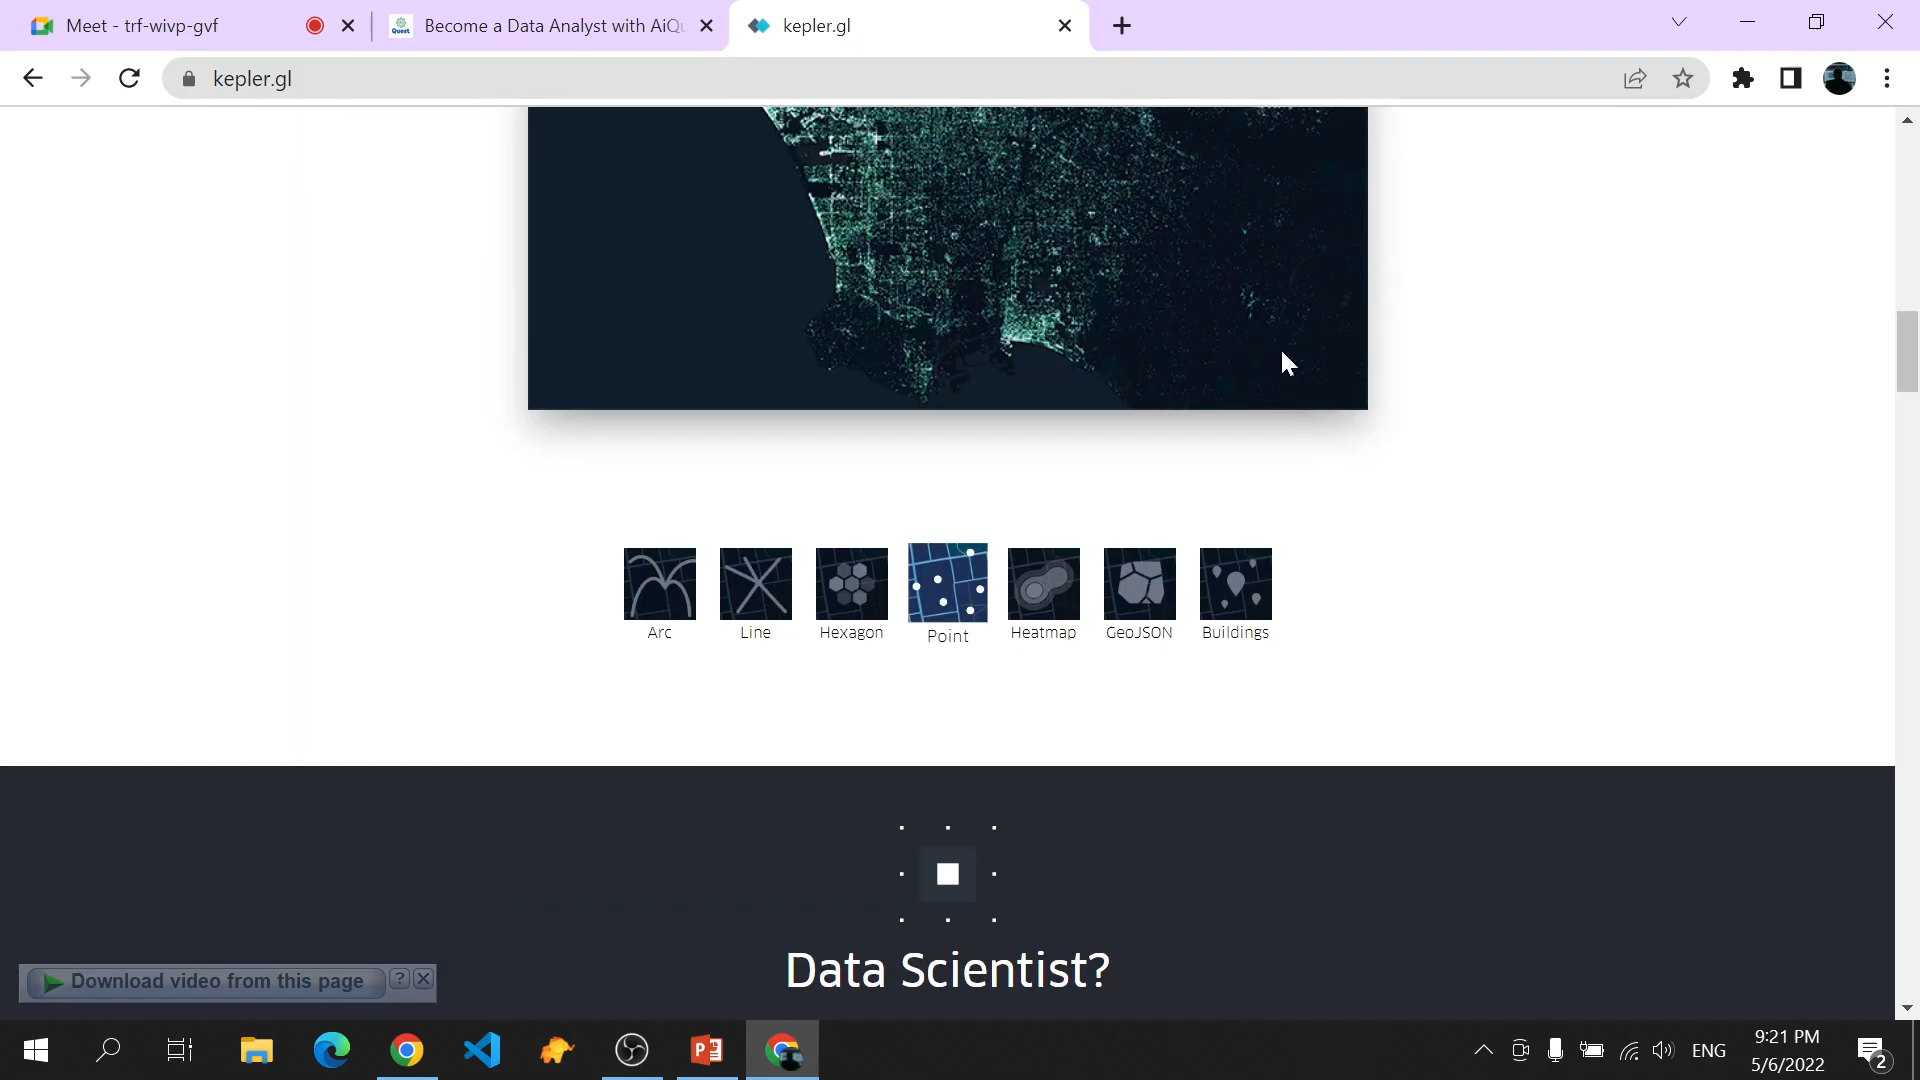 Meet - trf-wivp-gvf
Become a Data Analyst with AiQu
kepler.gl
kepler.gl
Arc
Line
Hexagon
Point
Heatmap
GeoJSON
Buildings
Data Scientist?
Download video from this page
?
ENG
9:21 PM
5/6/2022
2